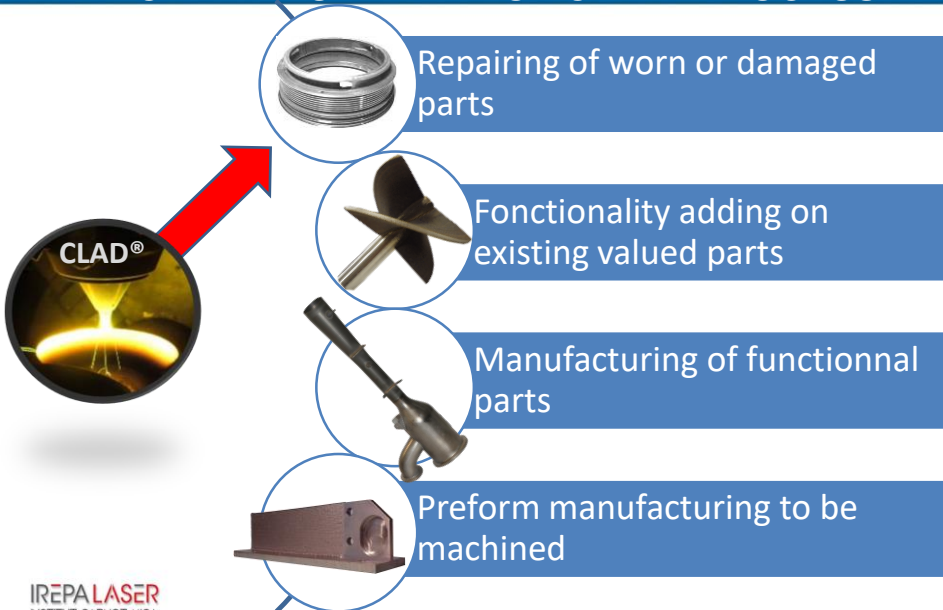 Repairing of worn or damaged
parts
CLAD®
Fonctionality adding on
existing valued parts
Manufacturing of functionnal
parts
Preform manufacturing to be
machined
IREPA LASER